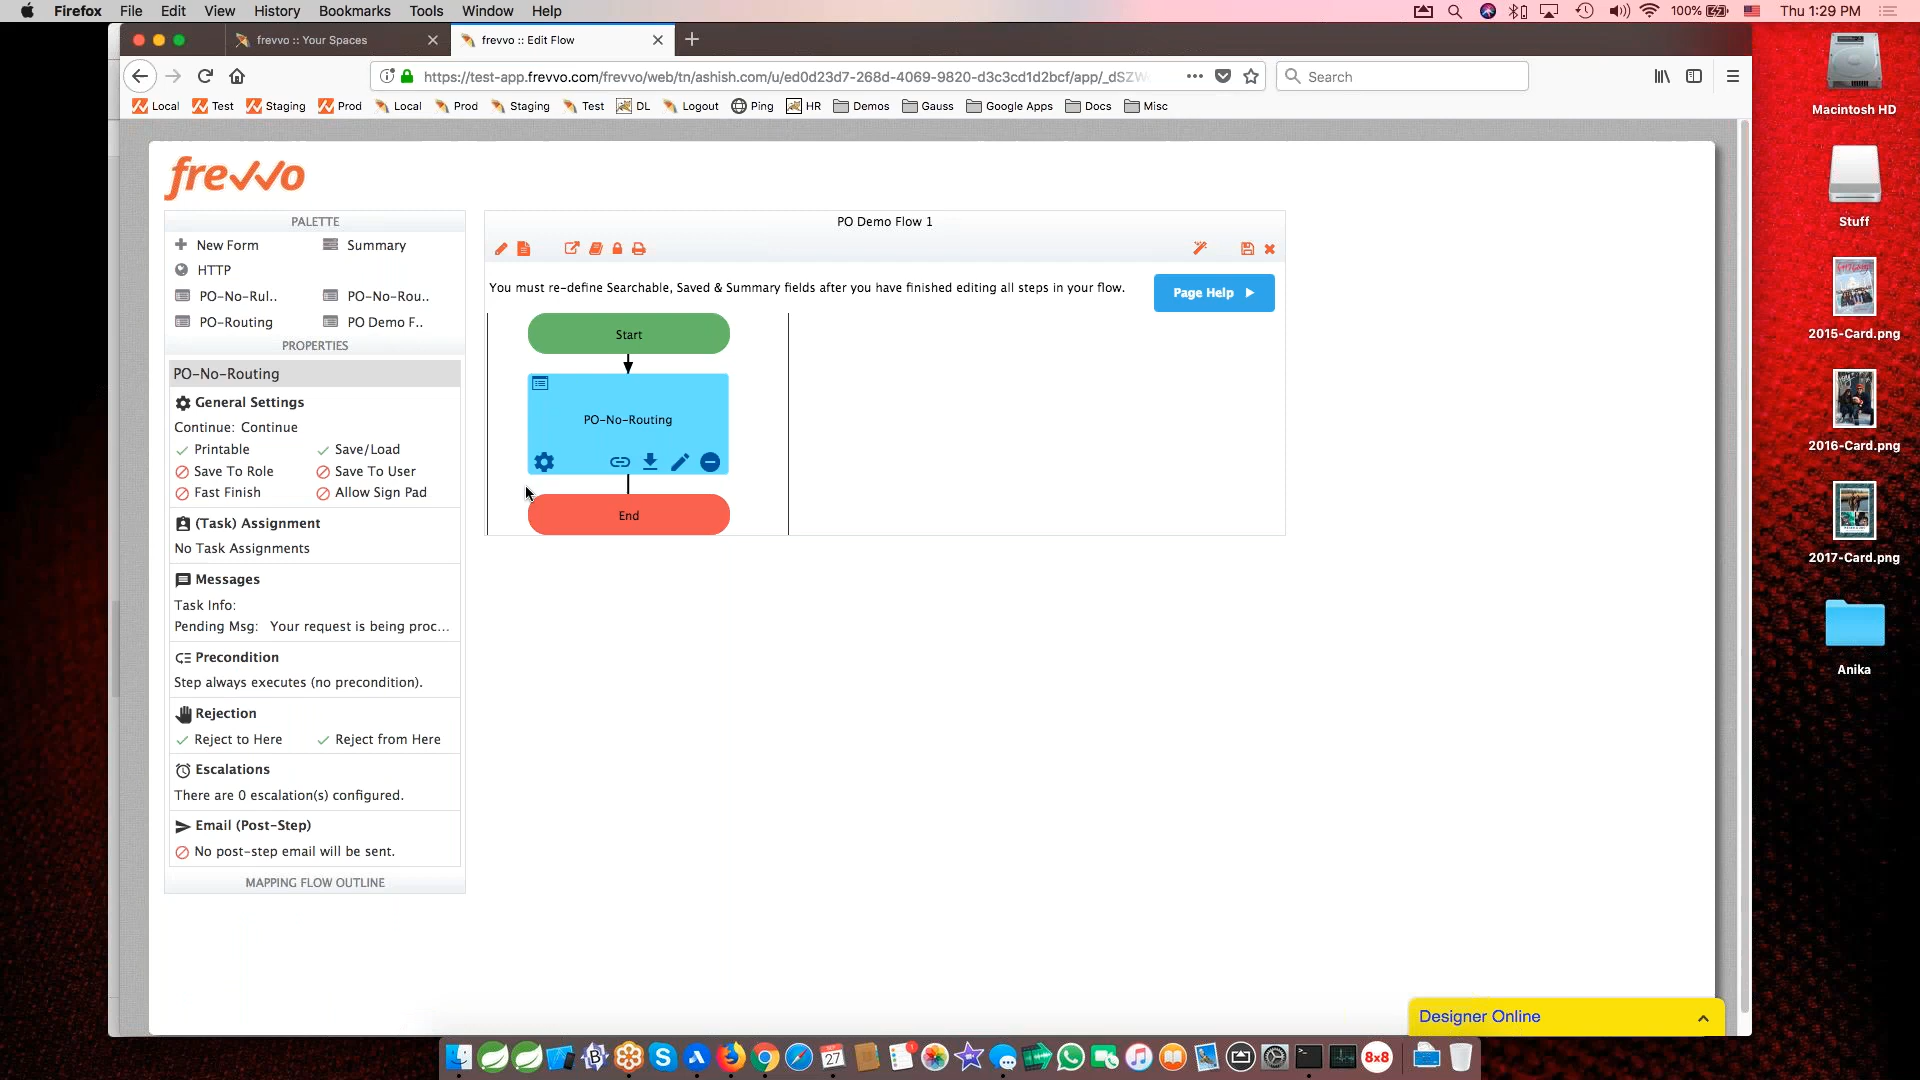 Firefox File Edit View History Bookmarks Tools Window Help 100% Thu 1:29 PM
frevvo :: Your Spaces frevvo :: Edit Flow
https://test-app.frevvo.com/frevvo/web/tn/ashish.com/u/ed0d23d7-268d-4069-9820-d3c3cd1d2bcf/app/_dSZW Search
Local Test Staging Prod Local Prod Staging Test DL Logout Ping HR Demos Gauss Google Apps Docs Misc
Macintosh HD
Stuff
2015-Card.png
2016-Card.png
2017-Card.png
Anika
frevvo
PALETTE
New Form Summary
HTTP
PO-No-Rul.. PO-No-Rou..
PO-Routing PO Demo F..
PROPERTIES
PO-No-Routing
General Settings
Continue: Continue
Printable Save/Load
Save To Role Save To User
Fast Finish Allow Sign Pad
(Task) Assignment
No Task Assignments
Messages
Task Info:
Pending Msg: Your request is being proc...
Precondition
Step always executes (no precondition).
Rejection
Reject to Here Reject from Here
Escalations
There are 0 escalation(s) configured.
Email (Post-Step)
No post-step email will be sent.
MAPPING FLOW OUTLINE
PO Demo Flow 1
You must re-define Searchable, Saved & Summary fields after you have finished editing all steps in your flow.
Page Help
Start
PO-No-Routing
End
Designer Online
27
1
8x8